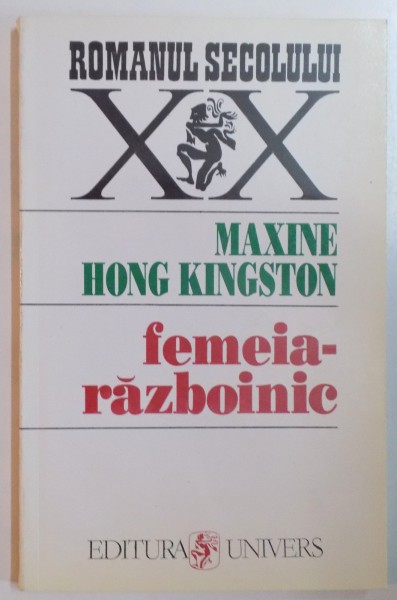 ROMANUL SECOLULUI
XX
MAXINE
HONG KINGSTON
femeia-
războinic
EDITURA UNIVERS